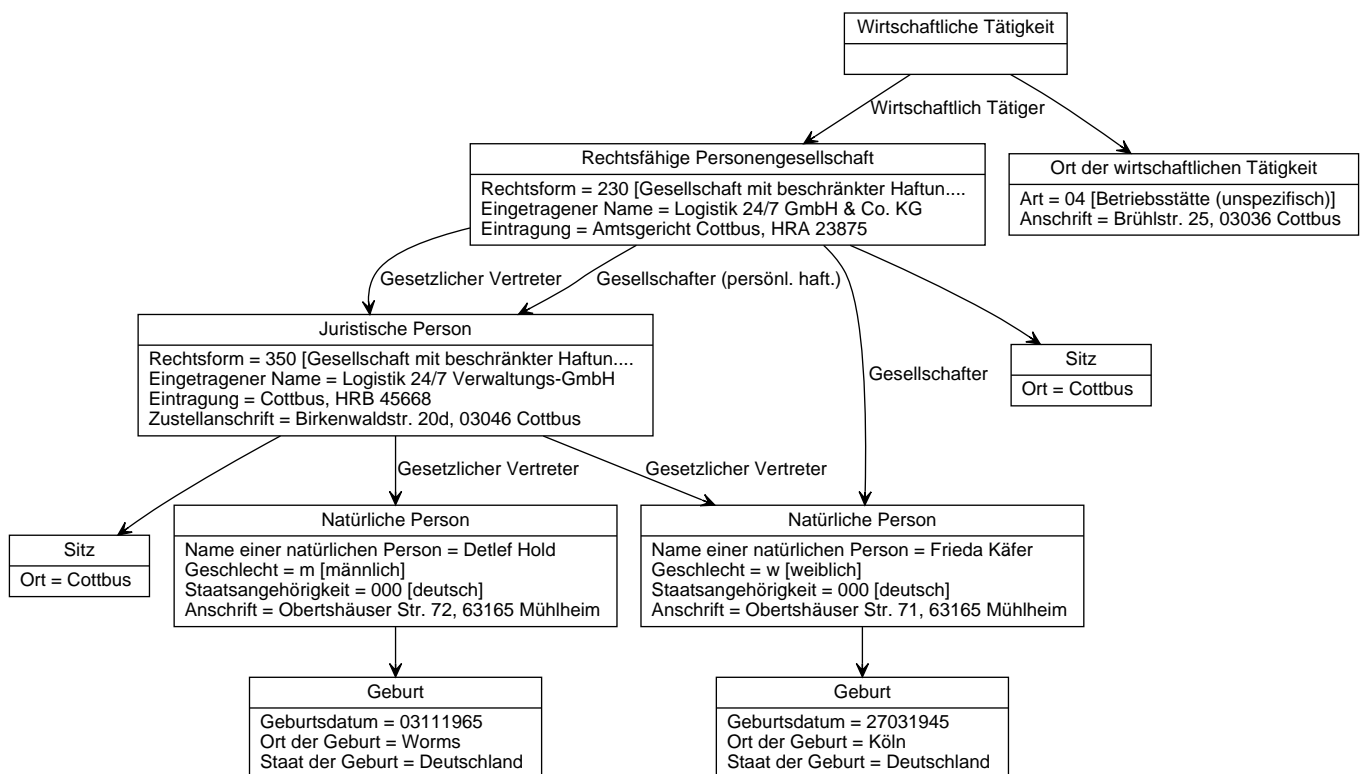 Wirtschaftliche Tätigkeit
Wirtschaftlich Tätiger
Rechtsfähige Personengesellschaft
Rechtsform = 230 [Gesellschaft mit beschränkter Haftun....
Eingetragener Name = Logistik 24/7 GmbH & Co. KG
Eintragung = Amtsgericht Cottbus, HRA 23875
Ort der wirtschaftlichen Tätigkeit
Art = 04 [Betriebsstätte (unspezifisch)]
Anschrift = Brühlstr. 25, 03036 Cottbus
Gesetzlicher Vertreter
Gesellschafter (persönl. haft.)
Juristische Person
Rechtsform = 350 [Gesellschaft mit beschränkter Haftun....
Eingetragener Name = Logistik 24/7 Verwaltungs-GmbH
Eintragung = Cottbus, HRB 45668
Zustellanschrift = Birkenwaldstr. 20d, 03046 Cottbus
Gesellschafter
Sitz
Ort = Cottbus
Gesetzlicher Vertreter
Gesetzlicher Vertreter
Sitz
Ort = Cottbus
Natürliche Person
Name einer natürlichen Person = Detlef Hold
Geschlecht = m [männlich]
Staatsangehörigkeit = 000 [deutsch]
Anschrift = Obertshäuser Str. 72, 63165 Mühlheim
Natürliche Person
Name einer natürlichen Person = Frieda Käfer
Geschlecht = w [weiblich]
Staatsangehörigkeit = 000 [deutsch]
Anschrift = Obertshäuser Str. 71, 63165 Mühlheim
Geburt
Geburtsdatum = 03111965
Ort der Geburt = Worms
Staat der Geburt = Deutschland
Geburt
Geburtsdatum = 27031945
Ort der Geburt = Köln
Staat der Geburt = Deutschland